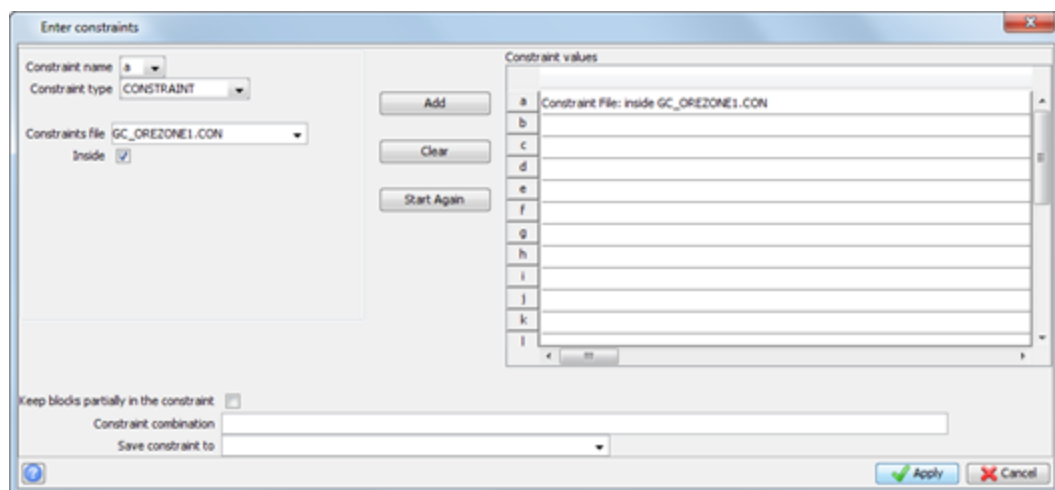 Enter constraints
Constraint name a
Constraint type CONSTRAINT
Constraints file GC_OREZONE1.CON
Inside
Add
Clear
Start Again
Constraint values
a Constraint File: inside GC_OREZONE1.CON
b
c
d
e
f
g
h
i
j
k
l
Keep blocks partially in the constraint
Constraint combination
Save constraint to
?
Apply
Cancel